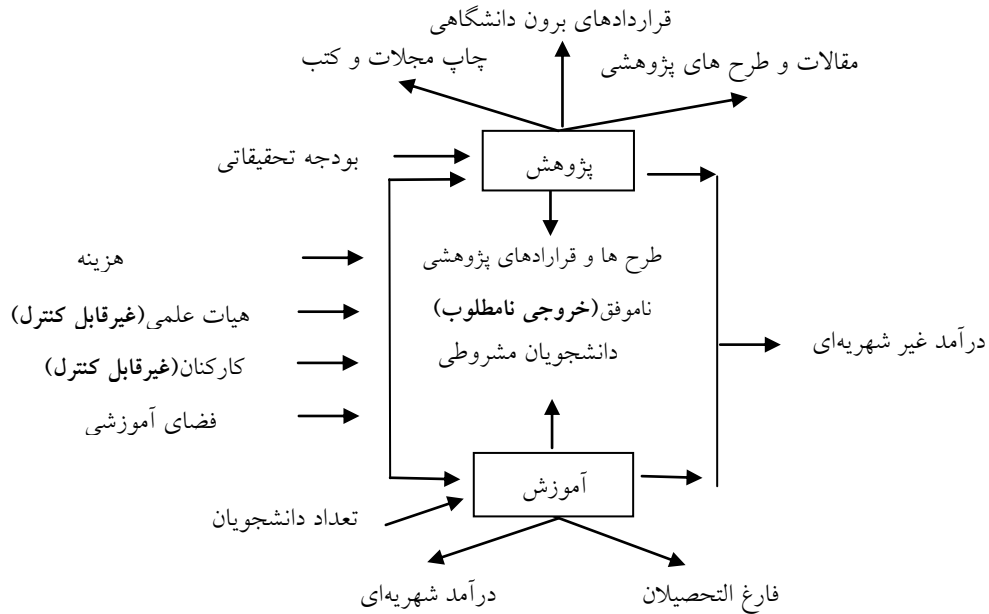 قراردادهای برون دانشگاهی
مقالات و طرح های پژوهشی
چاپ مجلات و کتب
پژوهش
بودجه تحقیقاتی
طرح ها و قرارادهای پژوهشی
ناموفق(خروجی نامطلوب)
دانشجویان مشروطی
هزینه
هیات علمی(غیرقابل کنترل)
کارکنان(غیرقابل کنترل)
فضای آموزشی
درآمد غیر شهریه‌ای
آموزش
تعداد دانشجویان
فارغ التحصیلان
درآمد شهریه‌ای